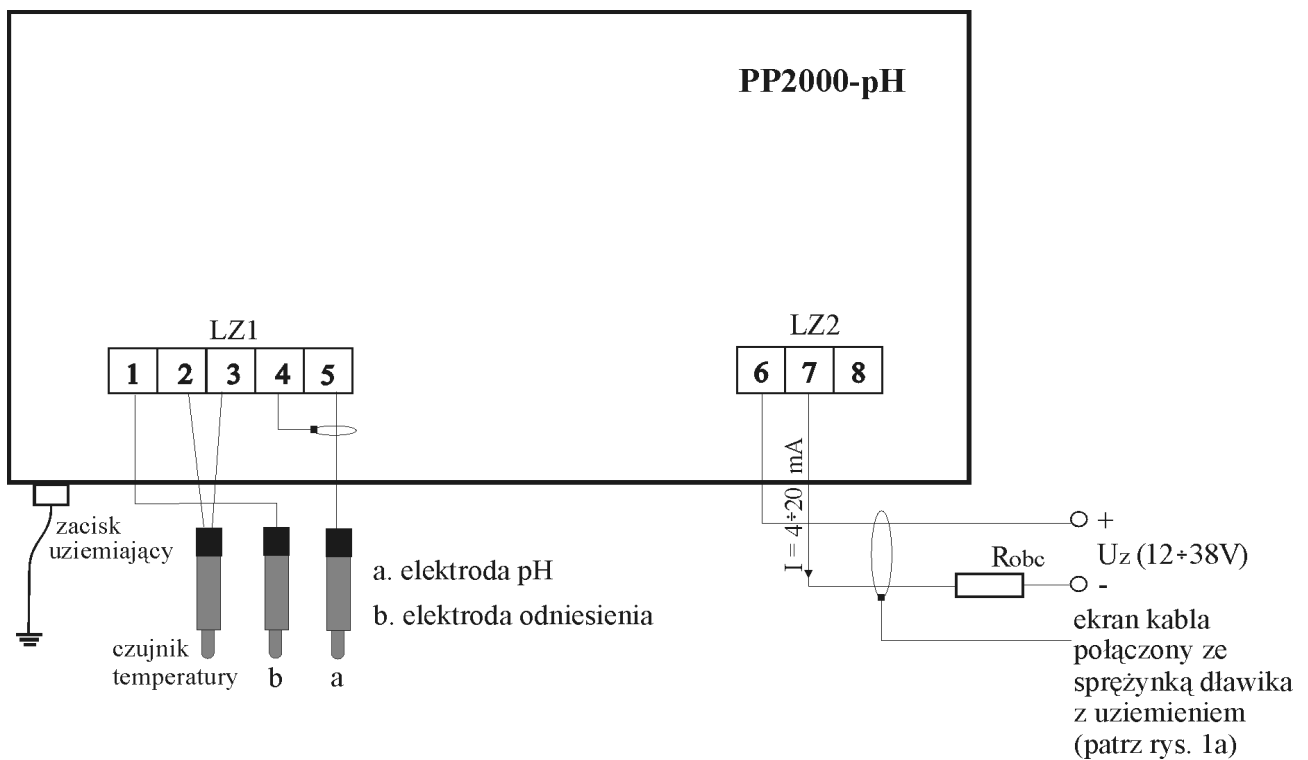 PP2000-pH
LZ1
1 2 3 4 5
LZ2
6 7 8
I = 4÷20 mA
zacisk
uziemiający
a. elektroda pH
b. elektroda odniesienia
czujnik
temperatury
b
a
+
Uz (12÷38V)
Robc
-
ekran kabla
połączony ze
sprężynką dławika
z uziemieniem
(patrz rys. 1a)